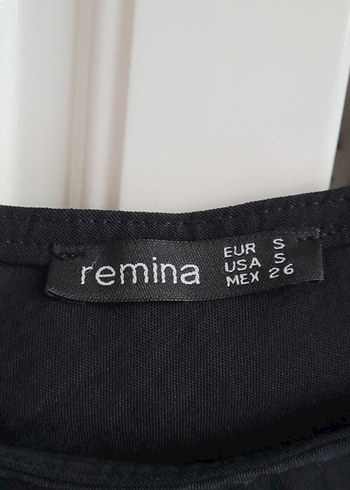 remina
EUR S
USA S
MEX 26